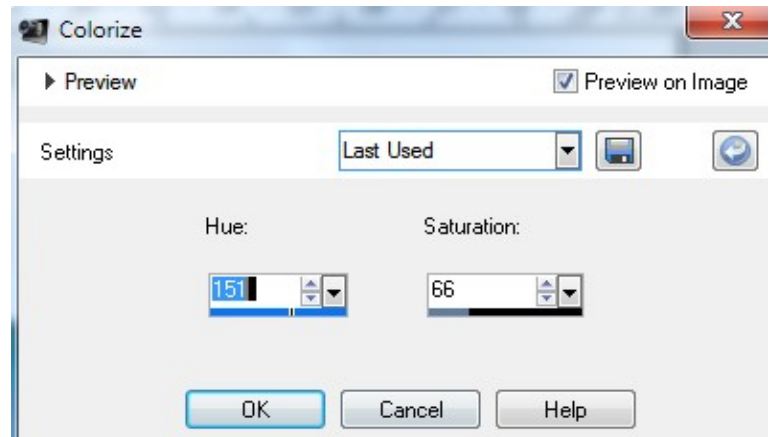 Colorize
Preview Preview on Image
Settings Last Used
Hue: Saturation:
151 66
OK Cancel Help